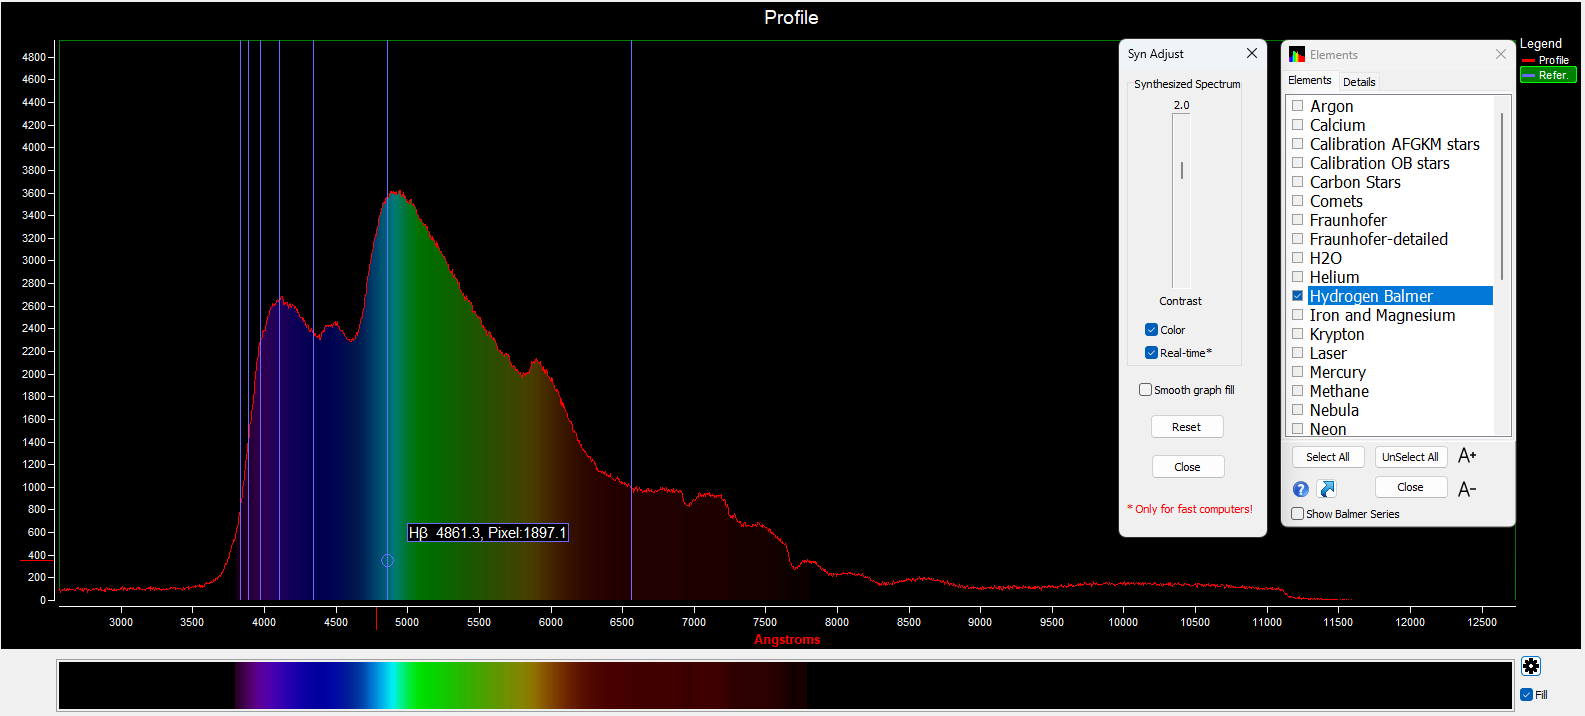 Profile
4800
4600
4400
4200
4000
3800
3600
3400
3200
3000
2800
2600
2400
2200
2000
1800
1600
1400
1200
1000
800
600
400
200
0
Hβ 4861.3, Pixel:1897.1
3000 3500 4000 4500 5000 5500 6000 6500 7000 7500 8000 8500 9000 9500 10000 10500 11000 11500 12000 12500
Angstroms
Syn Adjust
Synthesized Spectrum
2.0
Contrast
Color
Real-time*
Smooth graph fill
Reset
Close
* Only for fast computers!
Elements
Elements Details
Argon
Calcium
Calibration AFGKM stars
Calibration OB stars
Carbon Stars
Comets
Fraunhofer
Fraunhofer-detailed
H2O
Helium
Hydrogen Balmer
Iron and Magnesium
Krypton
Laser
Mercury
Methane
Nebula
Neon
Select All UnSelect All A+
Close A-
Show Balmer Series
Legend
Profile
Refer.
Fill